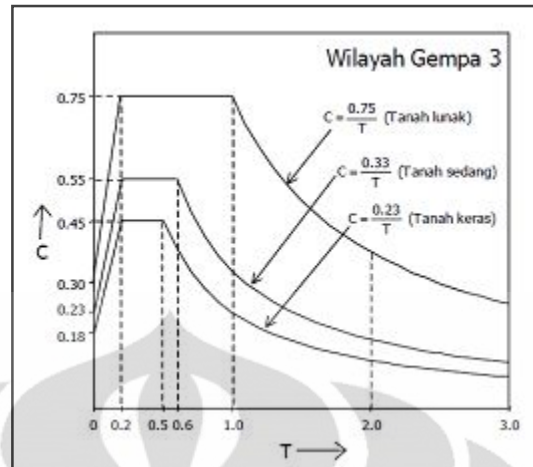 Wilayah Gempa 3
0.75
C = 0.75/T (Tanah lunak)
C = 0.33/T (Tanah sedang)
C = 0.23/T (Tanah keras)
0.55
0.45
C
0.30
0.23
0.18
0 0.2 0.5 0.6 1.0 2.0 3.0
T